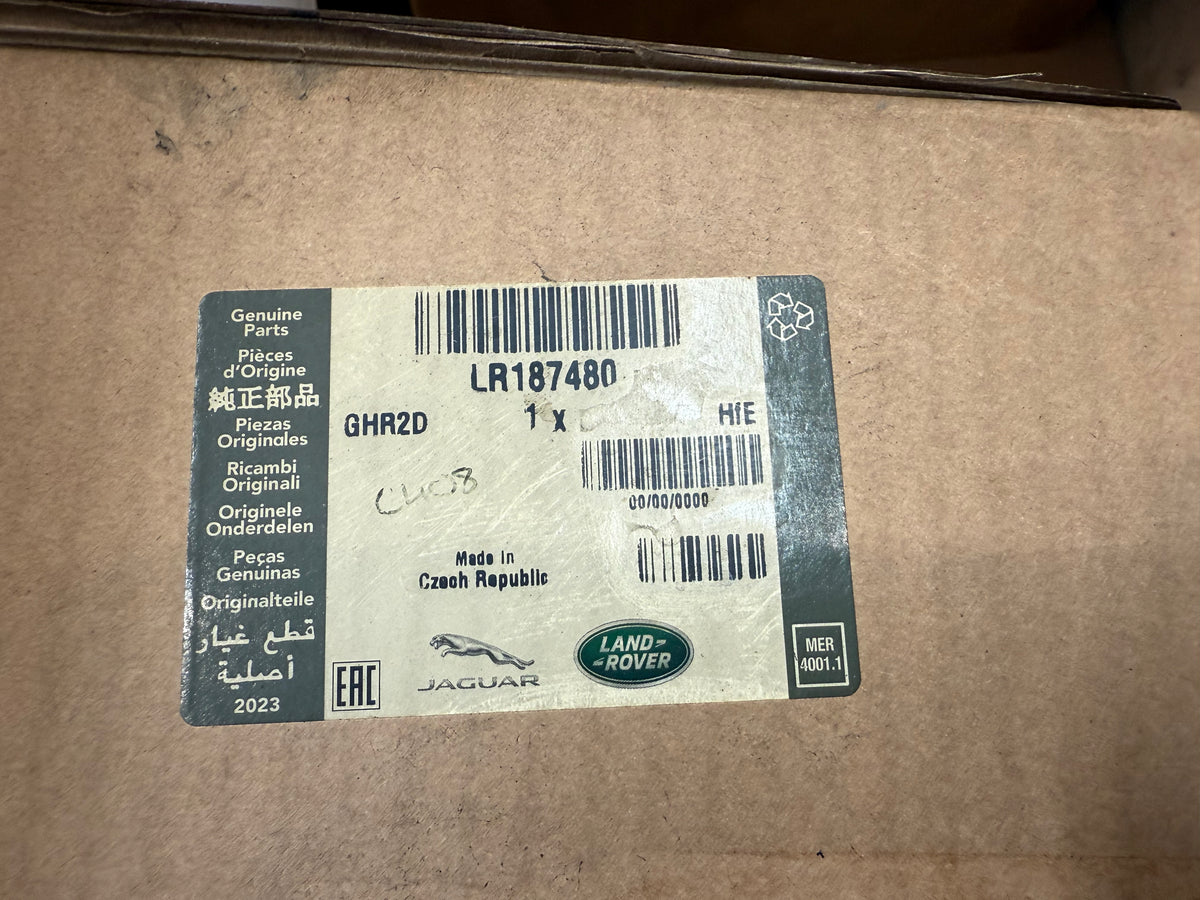 Genuine
Parts
Pièces
d'Origine
純正部品
Piezas
Originales
Ricambi
Originali
Originele
Onderdelen
Peças
Genuinas
Originalteile
قطع غيار
أصلية
2023
LR187480
GHR2D
1 x
HIE
00/00/0000
Made In
Czech Republic
EAC
JAGUAR
LAND-
-ROVER
MER
4001.1